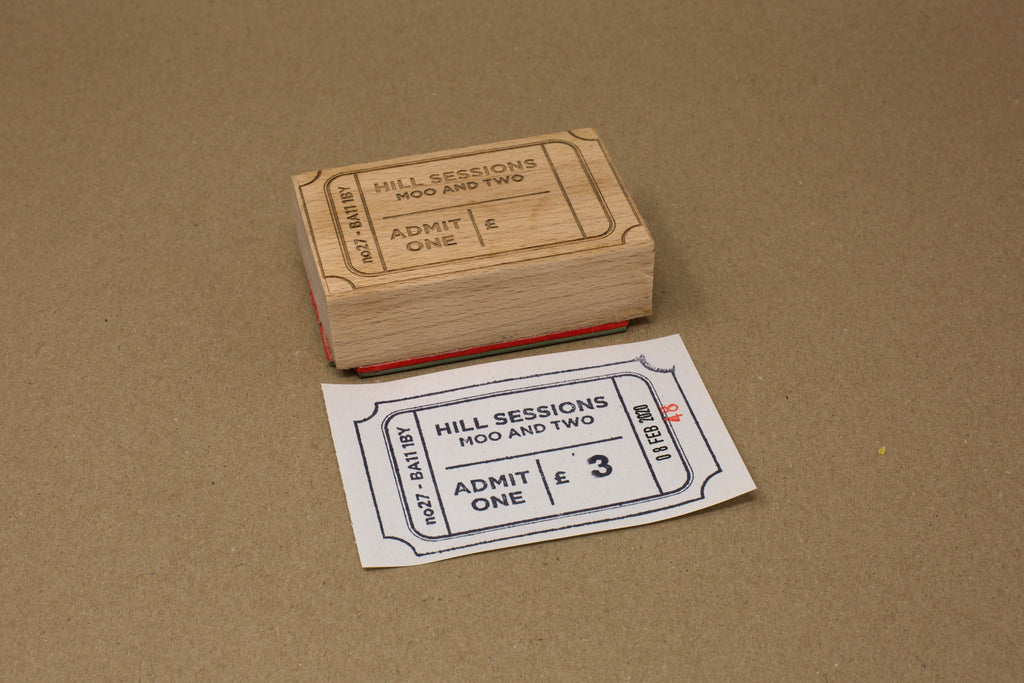 no27 - BA11 1BY
HILL SESSIONS
MOO AND TWO
ADMIT
ONE
£
no27 - BA11 1BY
HILL SESSIONS
MOO AND TWO
ADMIT
ONE
£ 3
08 FEB 2020
48